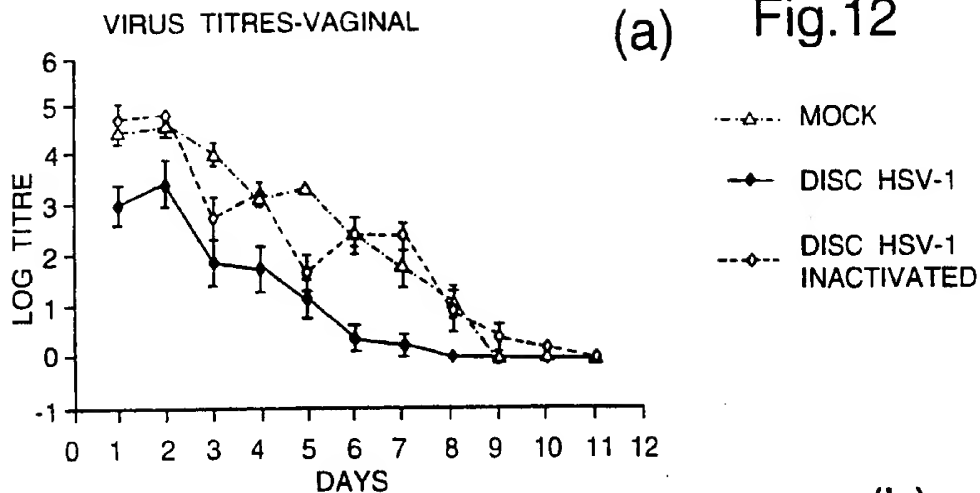 VIRUS TITRES-VAGINAL
(a)
Fig.12
6
5
4
3
2
1
0
-1
LOG TITRE
0 1 2 3 4 5 6 7 8 9 10 11 12
DAYS
MOCK
DISC HSV-1
DISC HSV-1
INACTIVATED